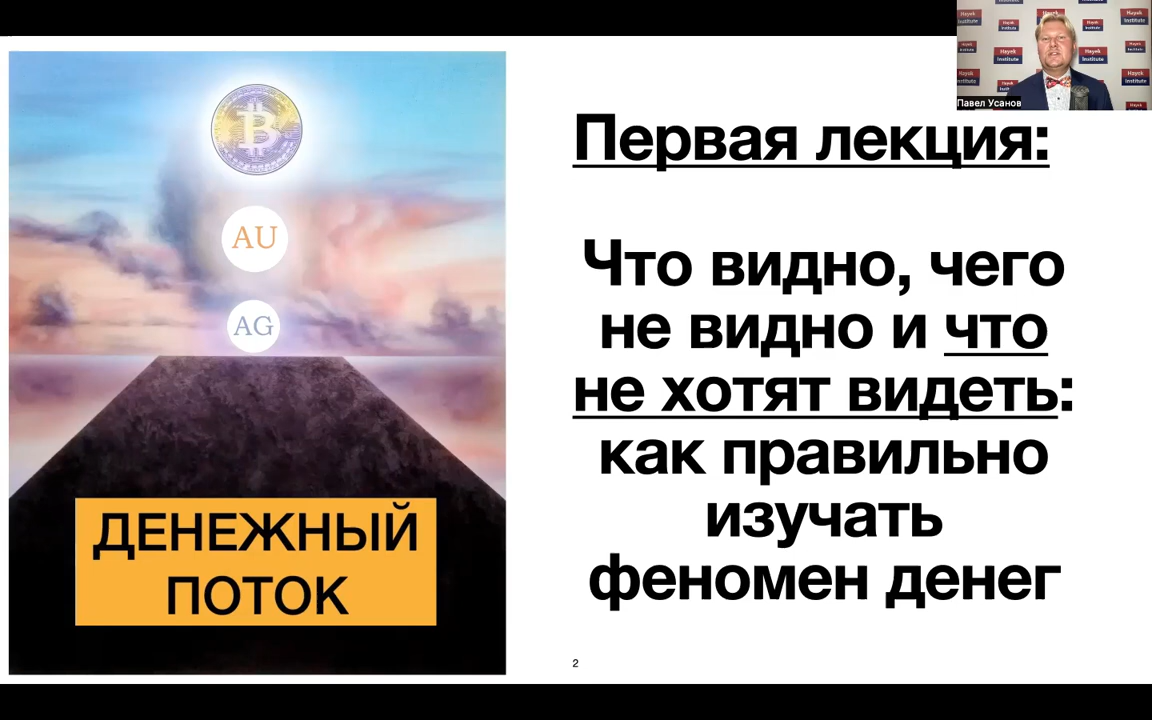 Hayek Institute
Павел Усанов
AU
AG
ДЕНЕЖНЫЙ
ПОТОК
Первая лекция:
Что видно, чего
не видно и что
не хотят видеть:
как правильно
изучать
феномен денег
2